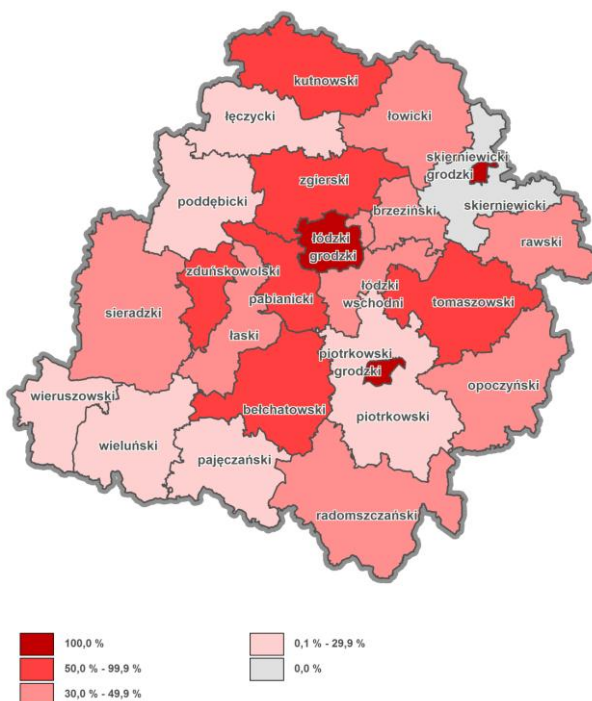 kutnowski
łęczycki
łowicki
skierniewicki
grodzki
zgierski
poddębicki
brzeziński
skierniewicki
łódzki
grodzki
rawski
zduńskowolski
łódzki
wschodni
pabianicki
tomaszowski
sieradzki
łaski
piotrkowski
grodzki
opoczyński
wieruszowski
bełchatowski
piotrkowski
wieluński
pajęczański
radomszczański
100,0 %
50,0 % - 99,9 %
30,0 % - 49,9 %
0,1 % - 29,9 %
0,0 %